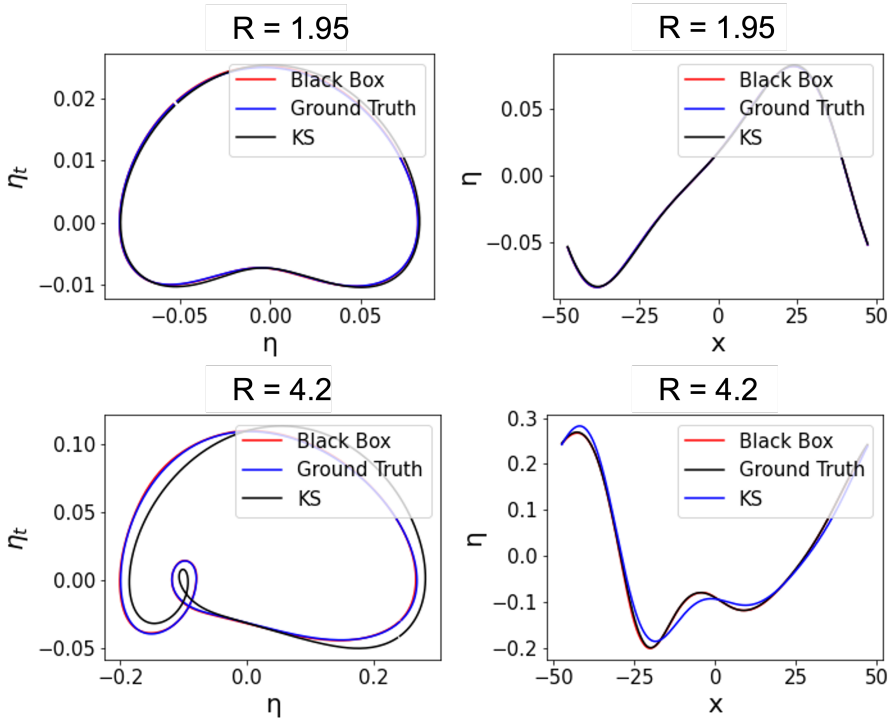 R = 1.95
R = 1.95
Black Box
Ground Truth
KS
0.02
0.01
0.00
−0.01
−0.05
0.00
0.05
ηt
η
Black Box
Ground Truth
KS
0.05
0.00
−0.05
−50
−25
0
25
50
η
x
R = 4.2
R = 4.2
Black Box
Ground Truth
KS
0.10
0.05
0.00
−0.05
−0.2
0.0
0.2
ηt
η
Black Box
Ground Truth
KS
0.3
0.2
0.1
0.0
−0.1
−0.2
−50
−25
0
25
50
η
x